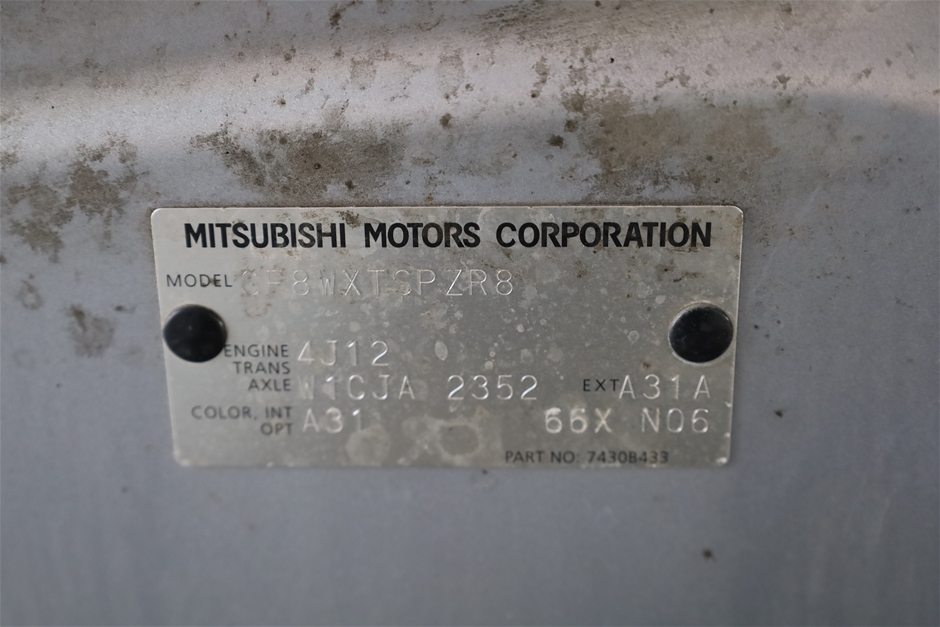 MITSUBISHI MOTORS CORPORATION
MODEL GF8WXTSPZR8
ENGINE 4J12
TRANS
AXLE W1CJA 2352 EXT A31A
COLOR, INT
OPT A31 66X N06
PART NO: 7430B433